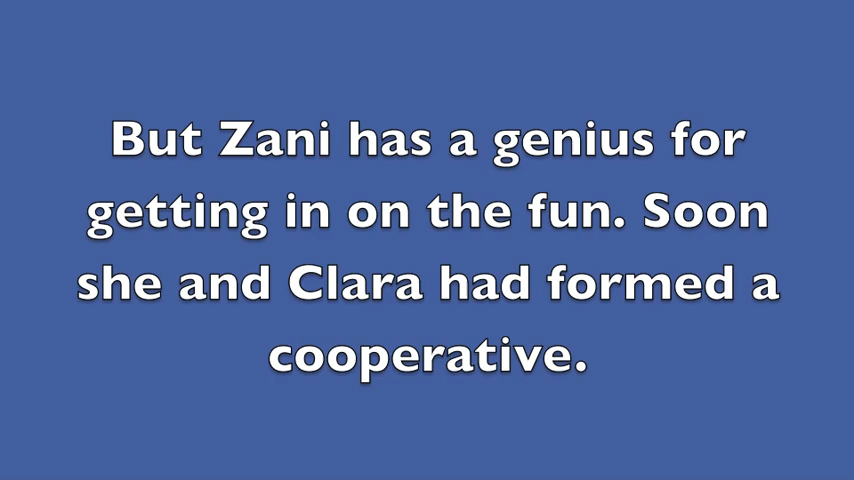 But Zani has a genius for
getting in on the fun. Soon
she and Clara had formed a
cooperative.